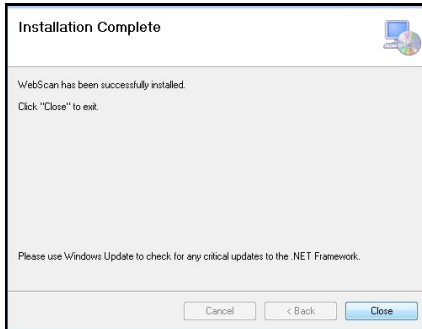 Installation Complete
WebScan has been successfully installed.
Click "Close" to exit.
Please use Windows Update to check for any critical updates to the .NET Framework.
Cancel
< Back
Close